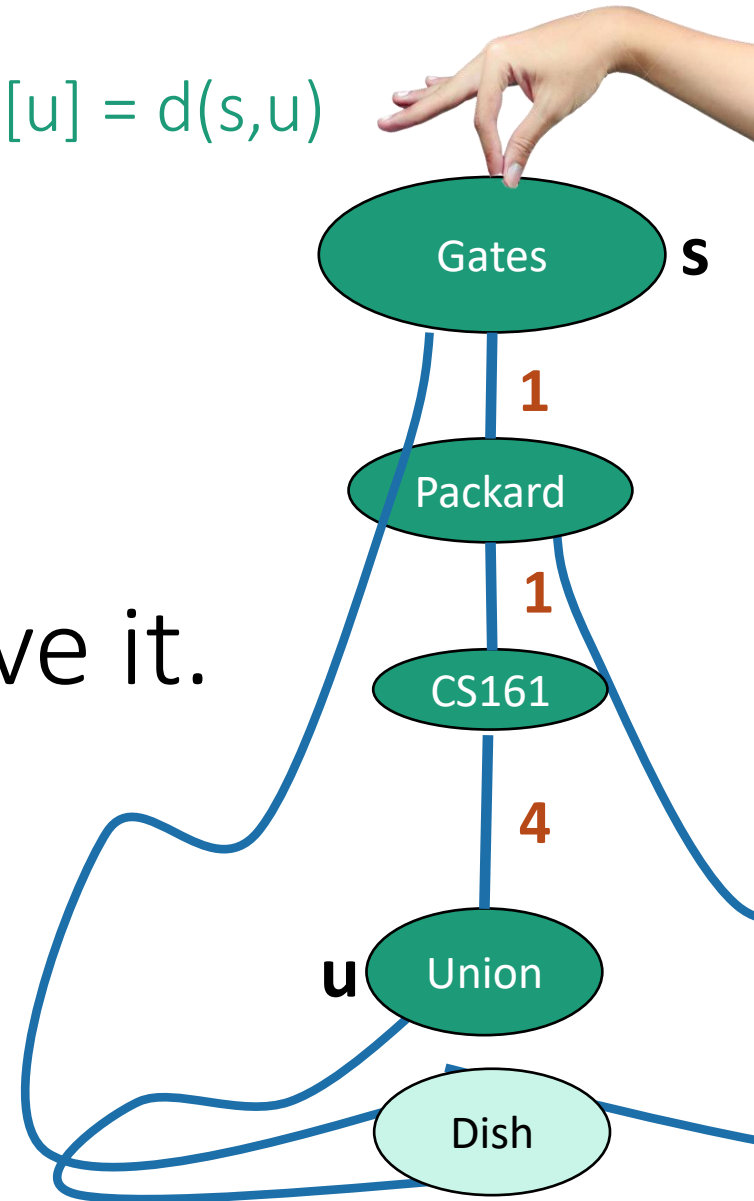 [u] = d(s,u)
Gates
s
1
Packard
1
ve it.
CS161
4
u
Union
Dish